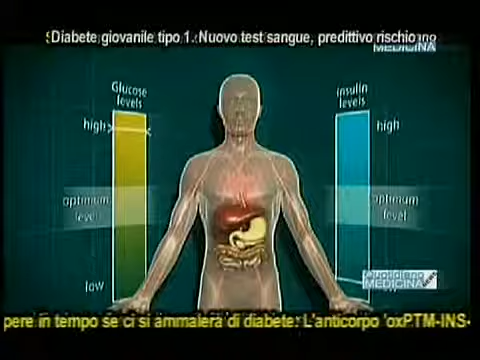 Diabete giovanile tipo 1. Nuovo test sangue, predittivo rischio
MEDICINA
Glucose
levels
insulin
levels
high
high
optimum
level
optimum
level
low
Quotidiano
MEDICINA
pere in tempo se ci si ammalerà di diabete: L'anticorpo 'oxPTM-INS-